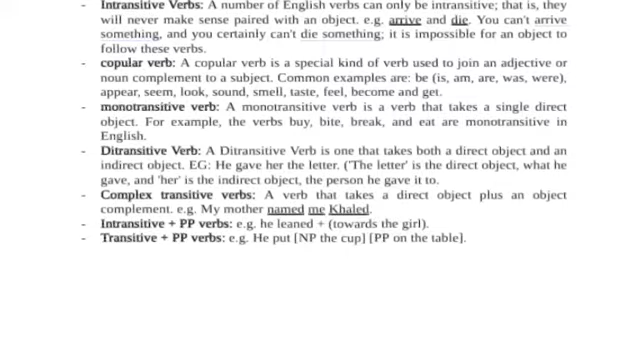 - Intransitive Verbs: A number of English verbs can only be intransitive; that is, they
will never make sense paired with an object. e.g. arrive and die. You can't arrive
something, and you certainly can't die something; it is impossible for an object to
follow these verbs.
- copular verb: A copular verb is a special kind of verb used to join an adjective or
noun complement to a subject. Common examples are: be (is, am, are, was, were),
appear, seem, look, sound, smell, taste, feel, become and get.
- monotransitive verb: A monotransitive verb is a verb that takes a single direct
object. For example, the verbs buy, bite, break, and eat are monotransitive in
English.
- Ditransitive Verb: A Ditransitive Verb is one that takes both a direct object and an
indirect object. EG: He gave her the letter. ('The letter' is the direct object, what he
gave, and 'her' is the indirect object, the person he gave it to.
- Complex transitive verbs: A verb that takes a direct object plus an object
complement. e.g. My mother named me Khaled.
- Intransitive + PP verbs: e.g. he leaned + (towards the girl).
- Transitive + PP verbs: e.g. He put [NP the cup] [PP on the table].